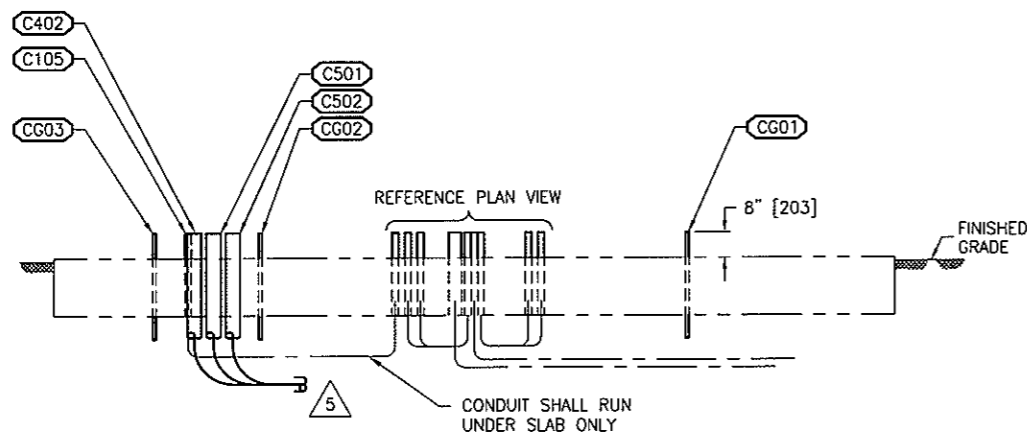 C402
C105
C501
C502
CG03
CG02
CG01
REFERENCE PLAN VIEW
8" [203]
FINISHED
GRADE
5
CONDUIT SHALL RUN
UNDER SLAB ONLY